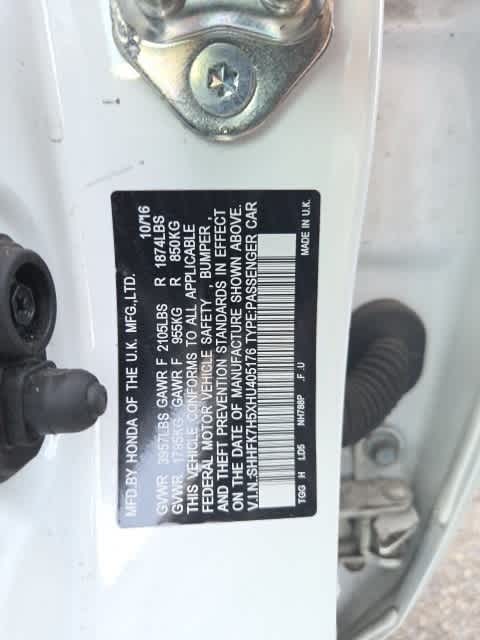 MFD.BY HONDA OF THE U.K. MFG.,LTD. 10/16
GVWR 3957LBS GAWR F 2105LBS R 1874LBS
GVWR 1795KG GAWR F 955KG R 850KG
THIS VEHICLE CONFORMS TO ALL APPLICABLE
FEDERAL MOTOR VEHICLE SAFETY , BUMPER ,
AND THEFT PREVENTION STANDARDS IN EFFECT
ON THE DATE OF MANUFACTURE SHOWN ABOVE.
V.I.N.:SHHFK7H5XHU405176 TYPE:PASSENGER CAR
TGG H LD5 NH788P .F .U MADE IN U.K.